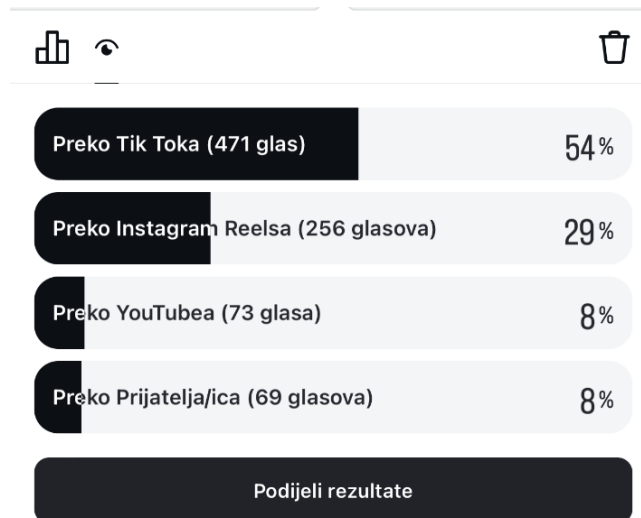 Preko Tik Toka (471 glas) 54%
Preko Instagram Reelsa (256 glasova) 29%
Preko YouTubea (73 glasa) 8%
Preko Prijatelja/ica (69 glasova) 8%
Podijeli rezultate